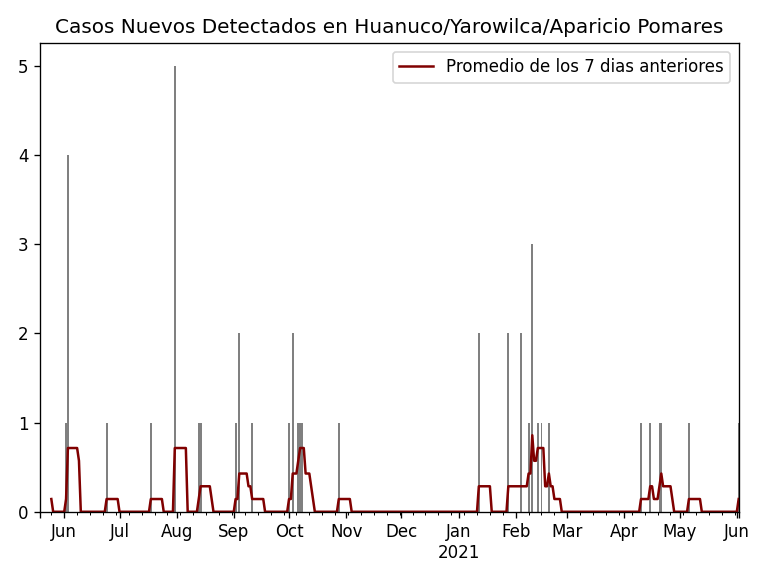 Casos Nuevos Detectados en Huanuco/Yarowilca/Aparicio Pomares
Promedio de los 7 dias anteriores
5
4
3
2
1
0
Jun Jul Aug Sep Oct Nov Dec Jan Feb Mar Apr May Jun
2021